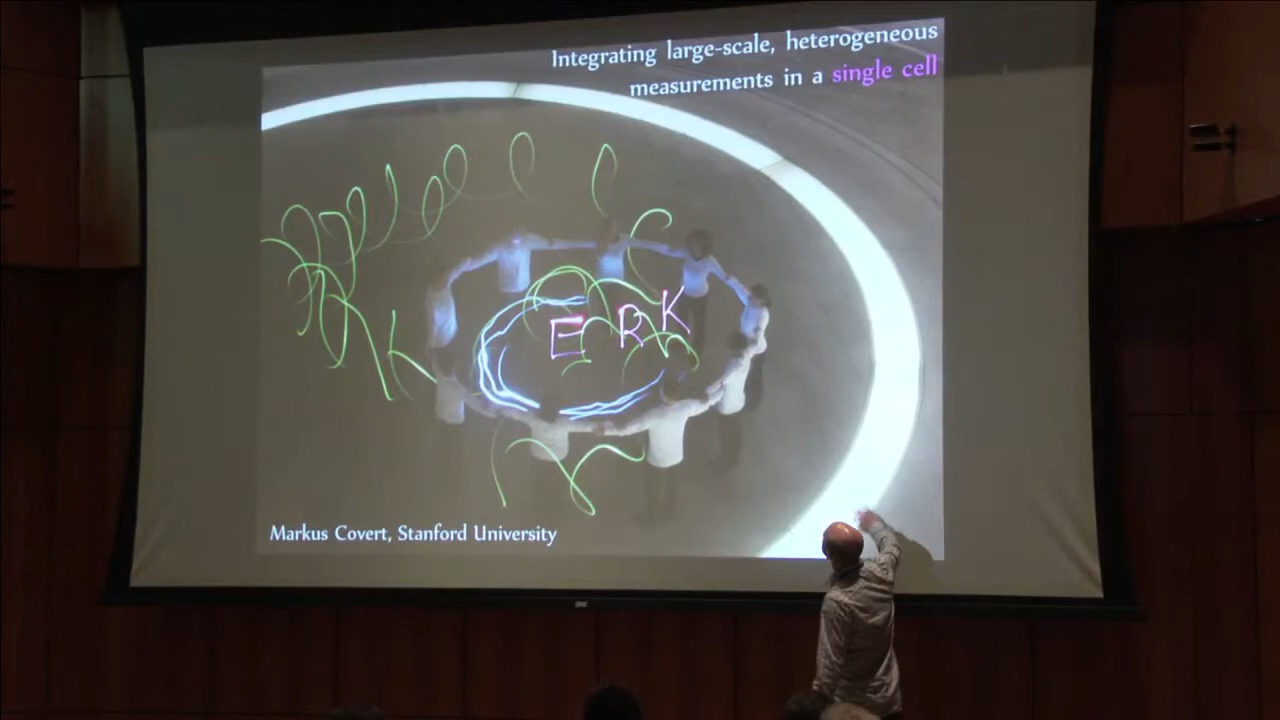 Integrating large-scale, heterogeneous
measurements in a single cell
ERK
Markus Covert, Stanford University